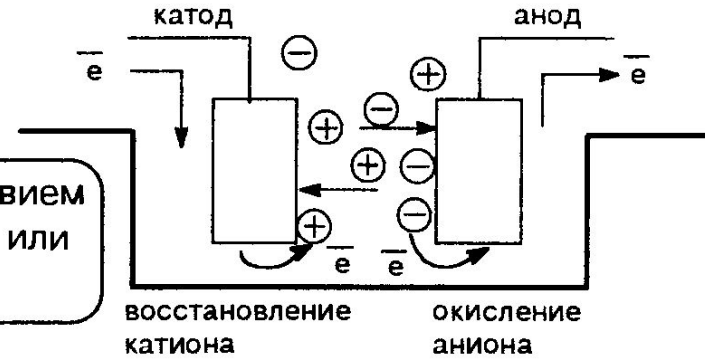 катод
анод
e
e
вием
или
e
e
восстановление
катиона
окисление
аниона